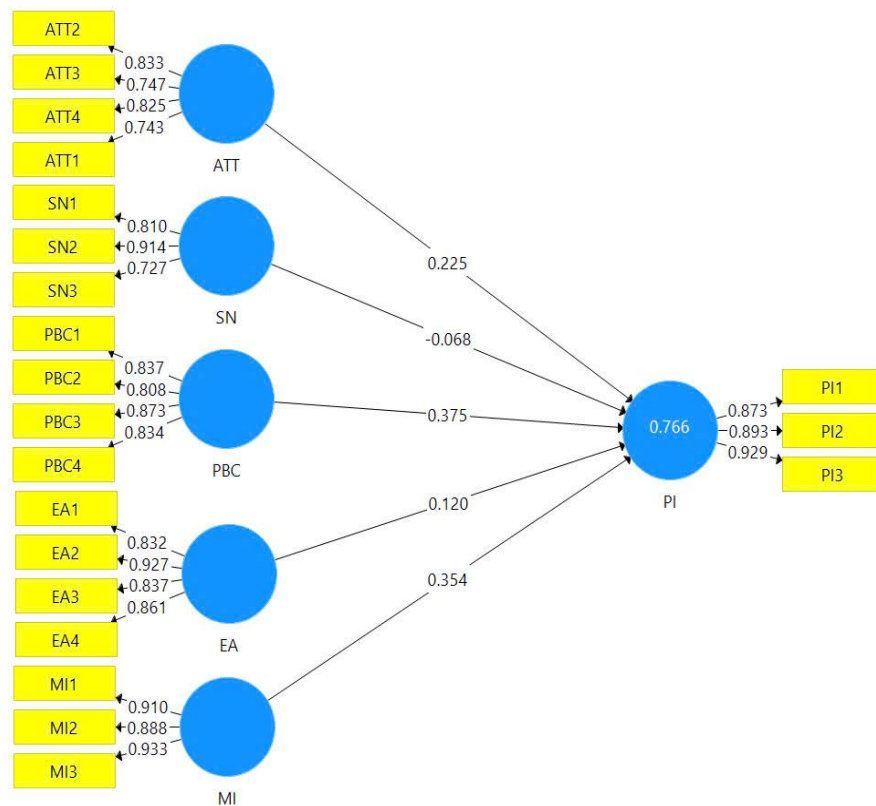 ATT2
ATT3
ATT4
ATT1
0.833
0.747
0.825
0.743
ATT
SN1
SN2
SN3
0.810
0.914
0.727
SN
PBC1
PBC2
PBC3
PBC4
0.837
0.808
0.873
0.834
PBC
EA1
EA2
EA3
EA4
0.832
0.927
0.837
0.861
EA
MI1
MI2
MI3
0.910
0.888
0.933
MI
0.225
-0.068
0.375
0.120
0.354
0.766
PI
0.873
0.893
0.929
PI1
PI2
PI3